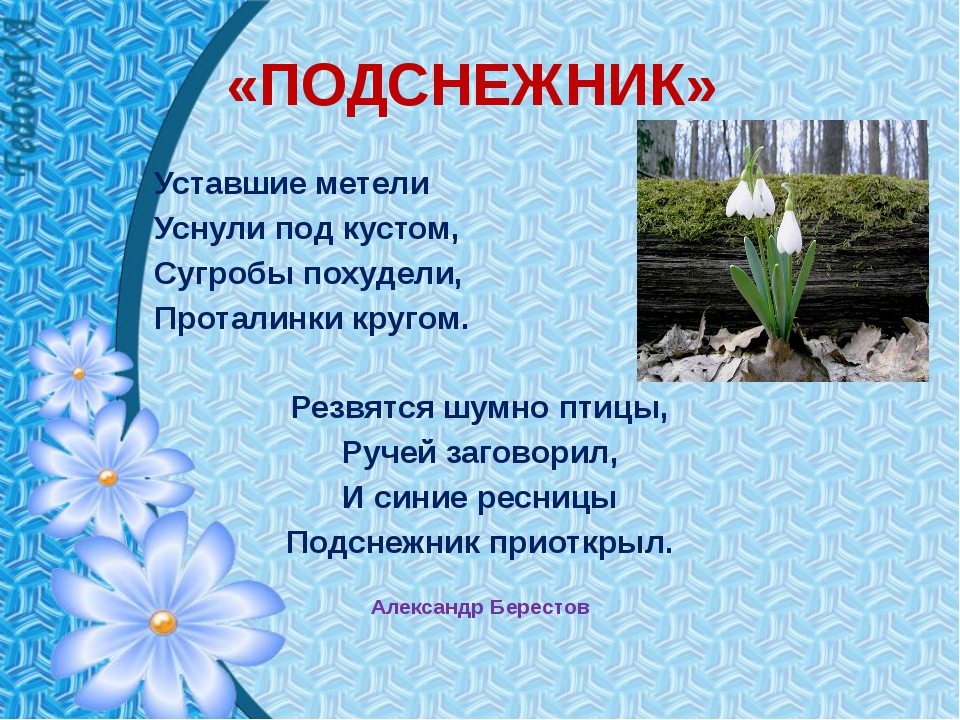 «ПОДСНЕЖНИК»
Уставшие метели
Уснули под кустом,
Сугробы похудели,
Проталинки кругом.
Резвятся шумно птицы,
Ручей заговорил,
И синие ресницы
Подснежник приоткрыл.
Александр Берестов